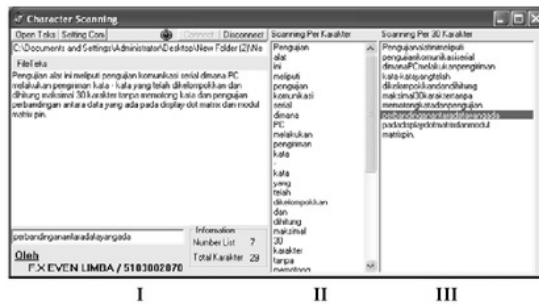 Character Scanning
Open Teks Setting Com Connect Disconnect
C:\Documents and Settings\Administrator\Desktop\New Folder (2)\Ne
FileTeks
Pengujian alat ini meliputi pengujian komunikasi serial dimana PC
melakukan pengiriman kata - kata yang telah dikelompokkan dan
dihitung maksimal 30 karakter tanpa memotong kata dan pengujian
perbandingan antara data yang ada pada display dot matrix dan modul
matrix pin.
perbandinganantaradatayangada
Information
Number List 7
Total Karakter 29
Oleh
F.X EVEN LIMBA / 5103002070
Scanning Per Karakter
Pengujian
alat
ini
meliputi
pengujian
komunikasi
serial
dimana
PC
melakukan
pengiriman
kata
-
kata
yang
telah
dikelompokkan
dan
dihitung
maksimal
30
karakter
tanpa
memotong
Scanning Per 30 Karakter
Pengujianalatinimeliputi
pengujiankomunikasiserial
dimanaPCmelakukanpengiriman
kata-katayangtelah
dikelompokkandandihitung
maksimal30karaktertanpa
memotongkatadanpengujian
perbandinganantaradatayangada
padadisplaydotmatrixdanmodul
matrixpin.
I II III